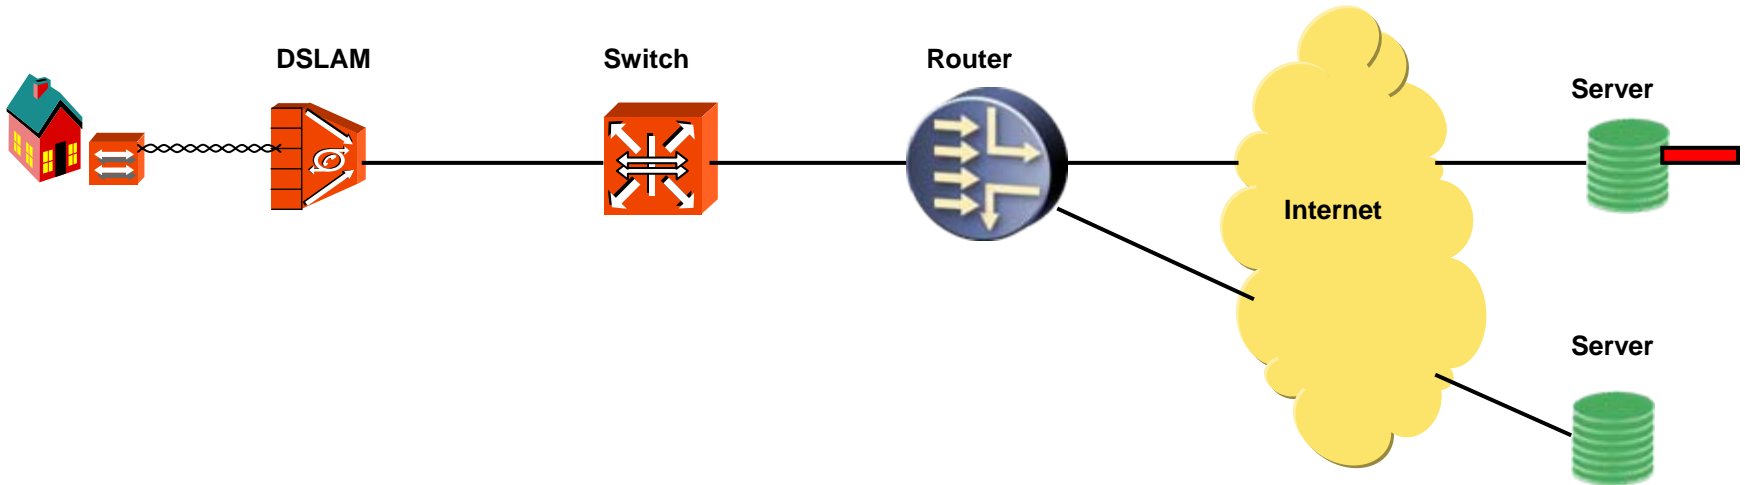 DSLAM
Switch
Router
Server
Internet
Server